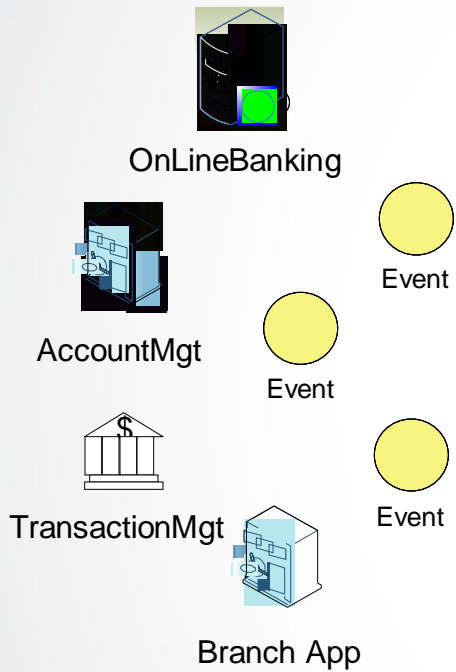 OnLineBanking
Event
AccountMgt
Event
$
TransactionMgt
Event
Branch App